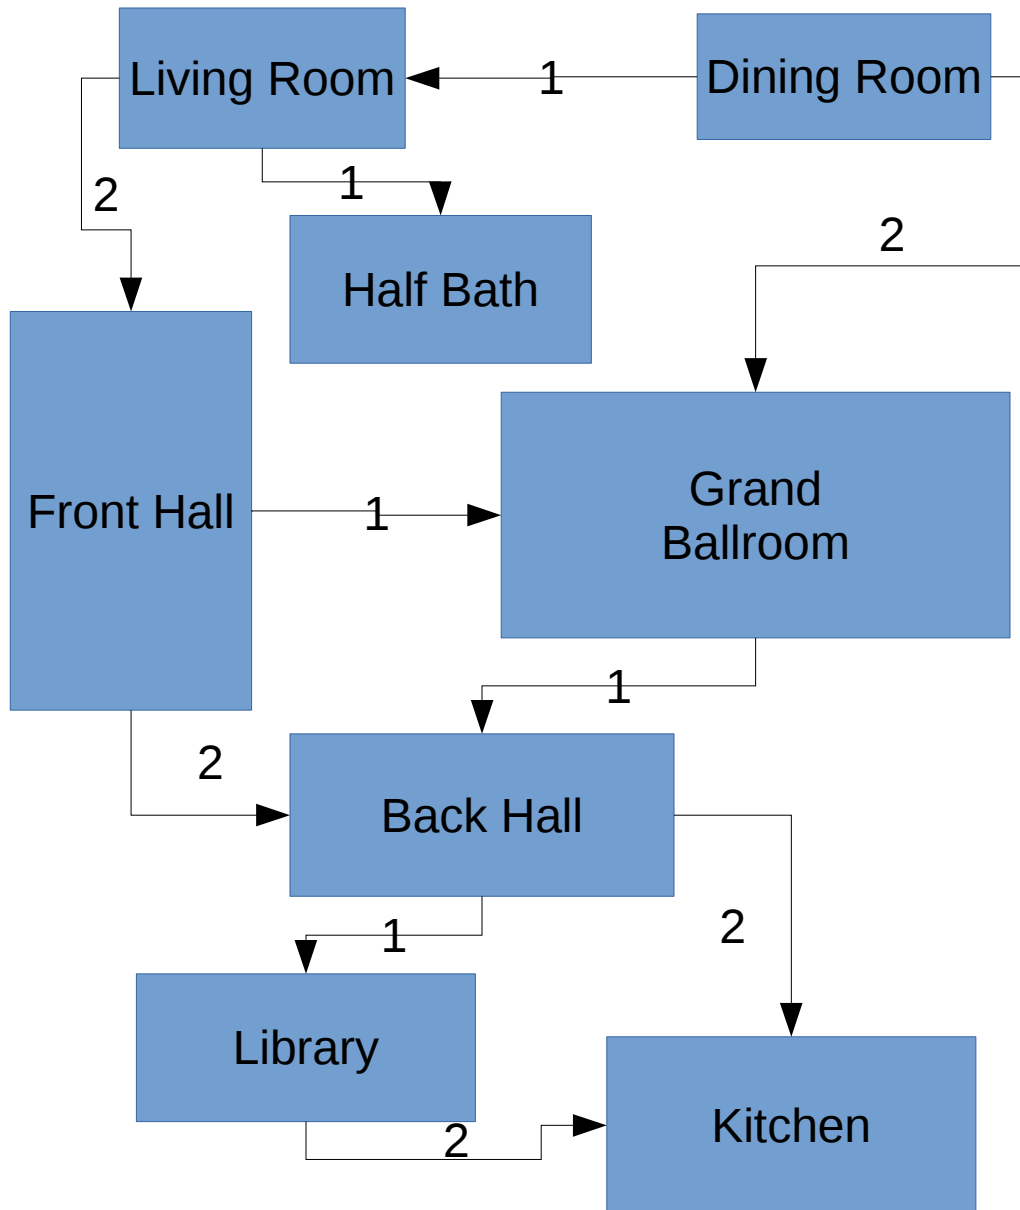 Living Room
1
Dining Room
2
1
Half Bath
2
Front Hall
1
Grand
Ballroom
1
2
Back Hall
1
2
Library
2
Kitchen